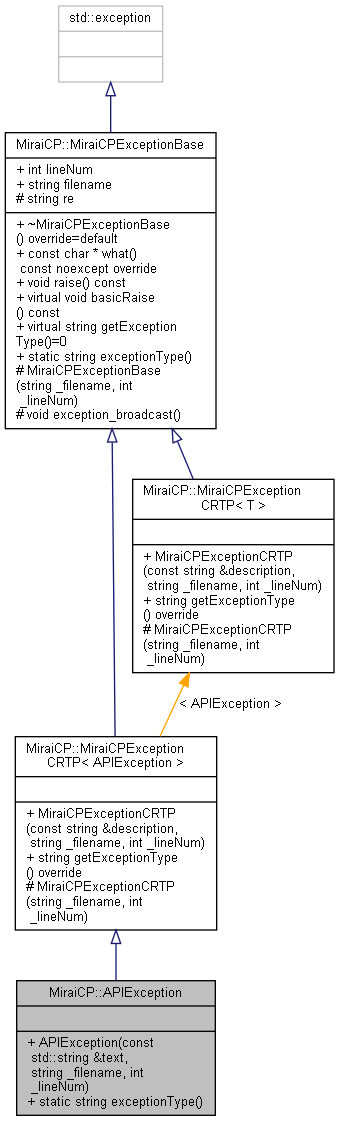 std::exception
MiraiCP::MiraiCPExceptionBase
+ int lineNum
+ string filename
# string re
+ ~MiraiCPExceptionBase
() override=default
+ const char * what()
const noexcept override
+ void raise() const
+ virtual void basicRaise
() const
+ virtual string getException
Type()=0
+ static string exceptionType()
# MiraiCPExceptionBase
(string _filename, int
_lineNum)
# void exception_broadcast()
MiraiCP::MiraiCPException
CRTP< T >
+ MiraiCPExceptionCRTP
(const string &description,
string _filename, int _lineNum)
+ string getExceptionType
() override
# MiraiCPExceptionCRTP
(string _filename, int
_lineNum)
< APIException >
MiraiCP::MiraiCPException
CRTP< APIException >
+ MiraiCPExceptionCRTP
(const string &description,
string _filename, int _lineNum)
+ string getExceptionType
() override
# MiraiCPExceptionCRTP
(string _filename, int
_lineNum)
MiraiCP::APIException
+ APIException(const
std::string &text,
string _filename, int
_lineNum)
+ static string exceptionType()